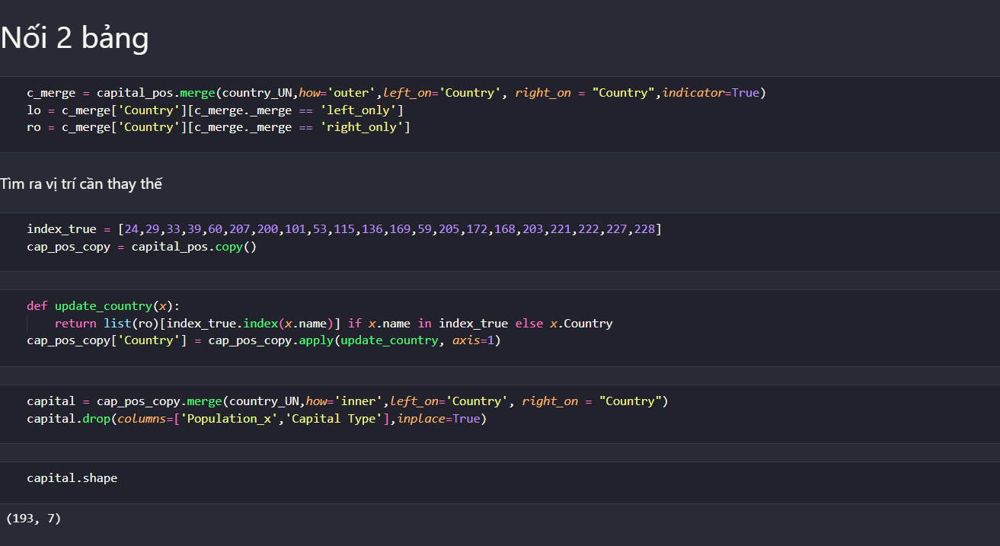 Nối 2 bảng
c_merge = capital_pos.merge(country_UN,how='outer',left_on='Country', right_on = "Country",indicator=True)
lo = c_merge['Country'][c_merge._merge == 'left_only']
ro = c_merge['Country'][c_merge._merge == 'right_only']
Tìm ra vị trí cần thay thế
index_true = [24,29,33,39,60,207,200,101,53,115,136,169,59,205,172,168,203,221,222,227,228]
cap_pos_copy = capital_pos.copy()
def update_country(x):
    return list(ro)[index_true.index(x.name)] if x.name in index_true else x.Country
cap_pos_copy['Country'] = cap_pos_copy.apply(update_country, axis=1)
capital = cap_pos_copy.merge(country_UN,how='inner',left_on='Country', right_on = "Country")
capital.drop(columns=['Population_x','Capital Type'],inplace=True)
capital.shape
(193, 7)